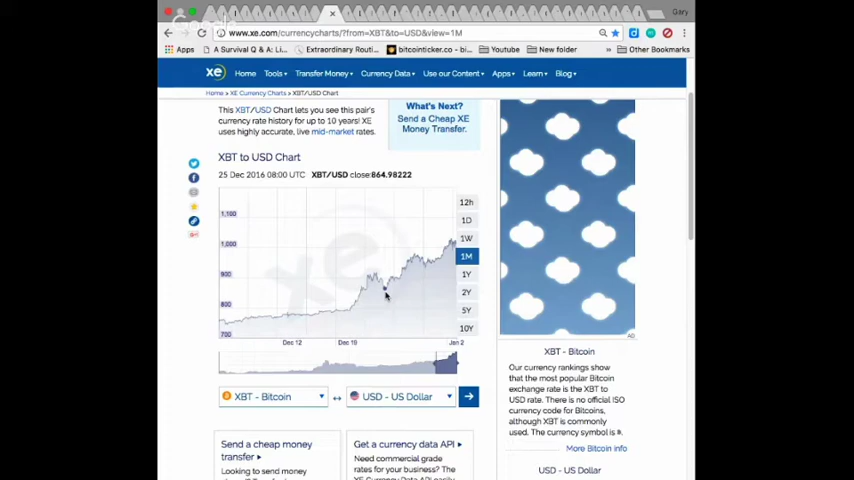 Google
Gary
www.xe.com/currencycharts/?from=XBT&to=USD&view=1M
Apps
A Survival Q & A: Li...
Extraordinary Routi...
bitcointicker.co - bi...
Youtube
New folder
Other Bookmarks
xe
Home
Tools
Transfer Money
Currency Data
Use our Content
Apps
Learn
Blog
Home > XE Currency Charts > XBT/USD Chart
This XBT/USD Chart lets you see this pair's
currency rate history for up to 10 years! XE
uses highly accurate, live mid-market rates.
What's Next?
Send a Cheap XE
Money Transfer.
XBT to USD Chart
25 Dec 2016 08:00 UTC XBT/USD close:864.98222
1,100
1,000
900
800
700
xe
Dec 12
Dec 19
Jan 2
12h
1D
1W
1M
1Y
2Y
5Y
10Y
XBT - Bitcoin
USD - US Dollar
AD
XBT - Bitcoin
Our currency rankings show
that the most popular Bitcoin
exchange rate is the XBT to
USD rate. There is no official ISO
currency code for Bitcoins,
although XBT is commonly
used. The currency symbol is
More Bitcoin info
USD - US Dollar
Send a cheap money
transfer
Looking to send money
Get a currency data API
Need commercial grade
rates for your business? The
XE Currency Data API easily